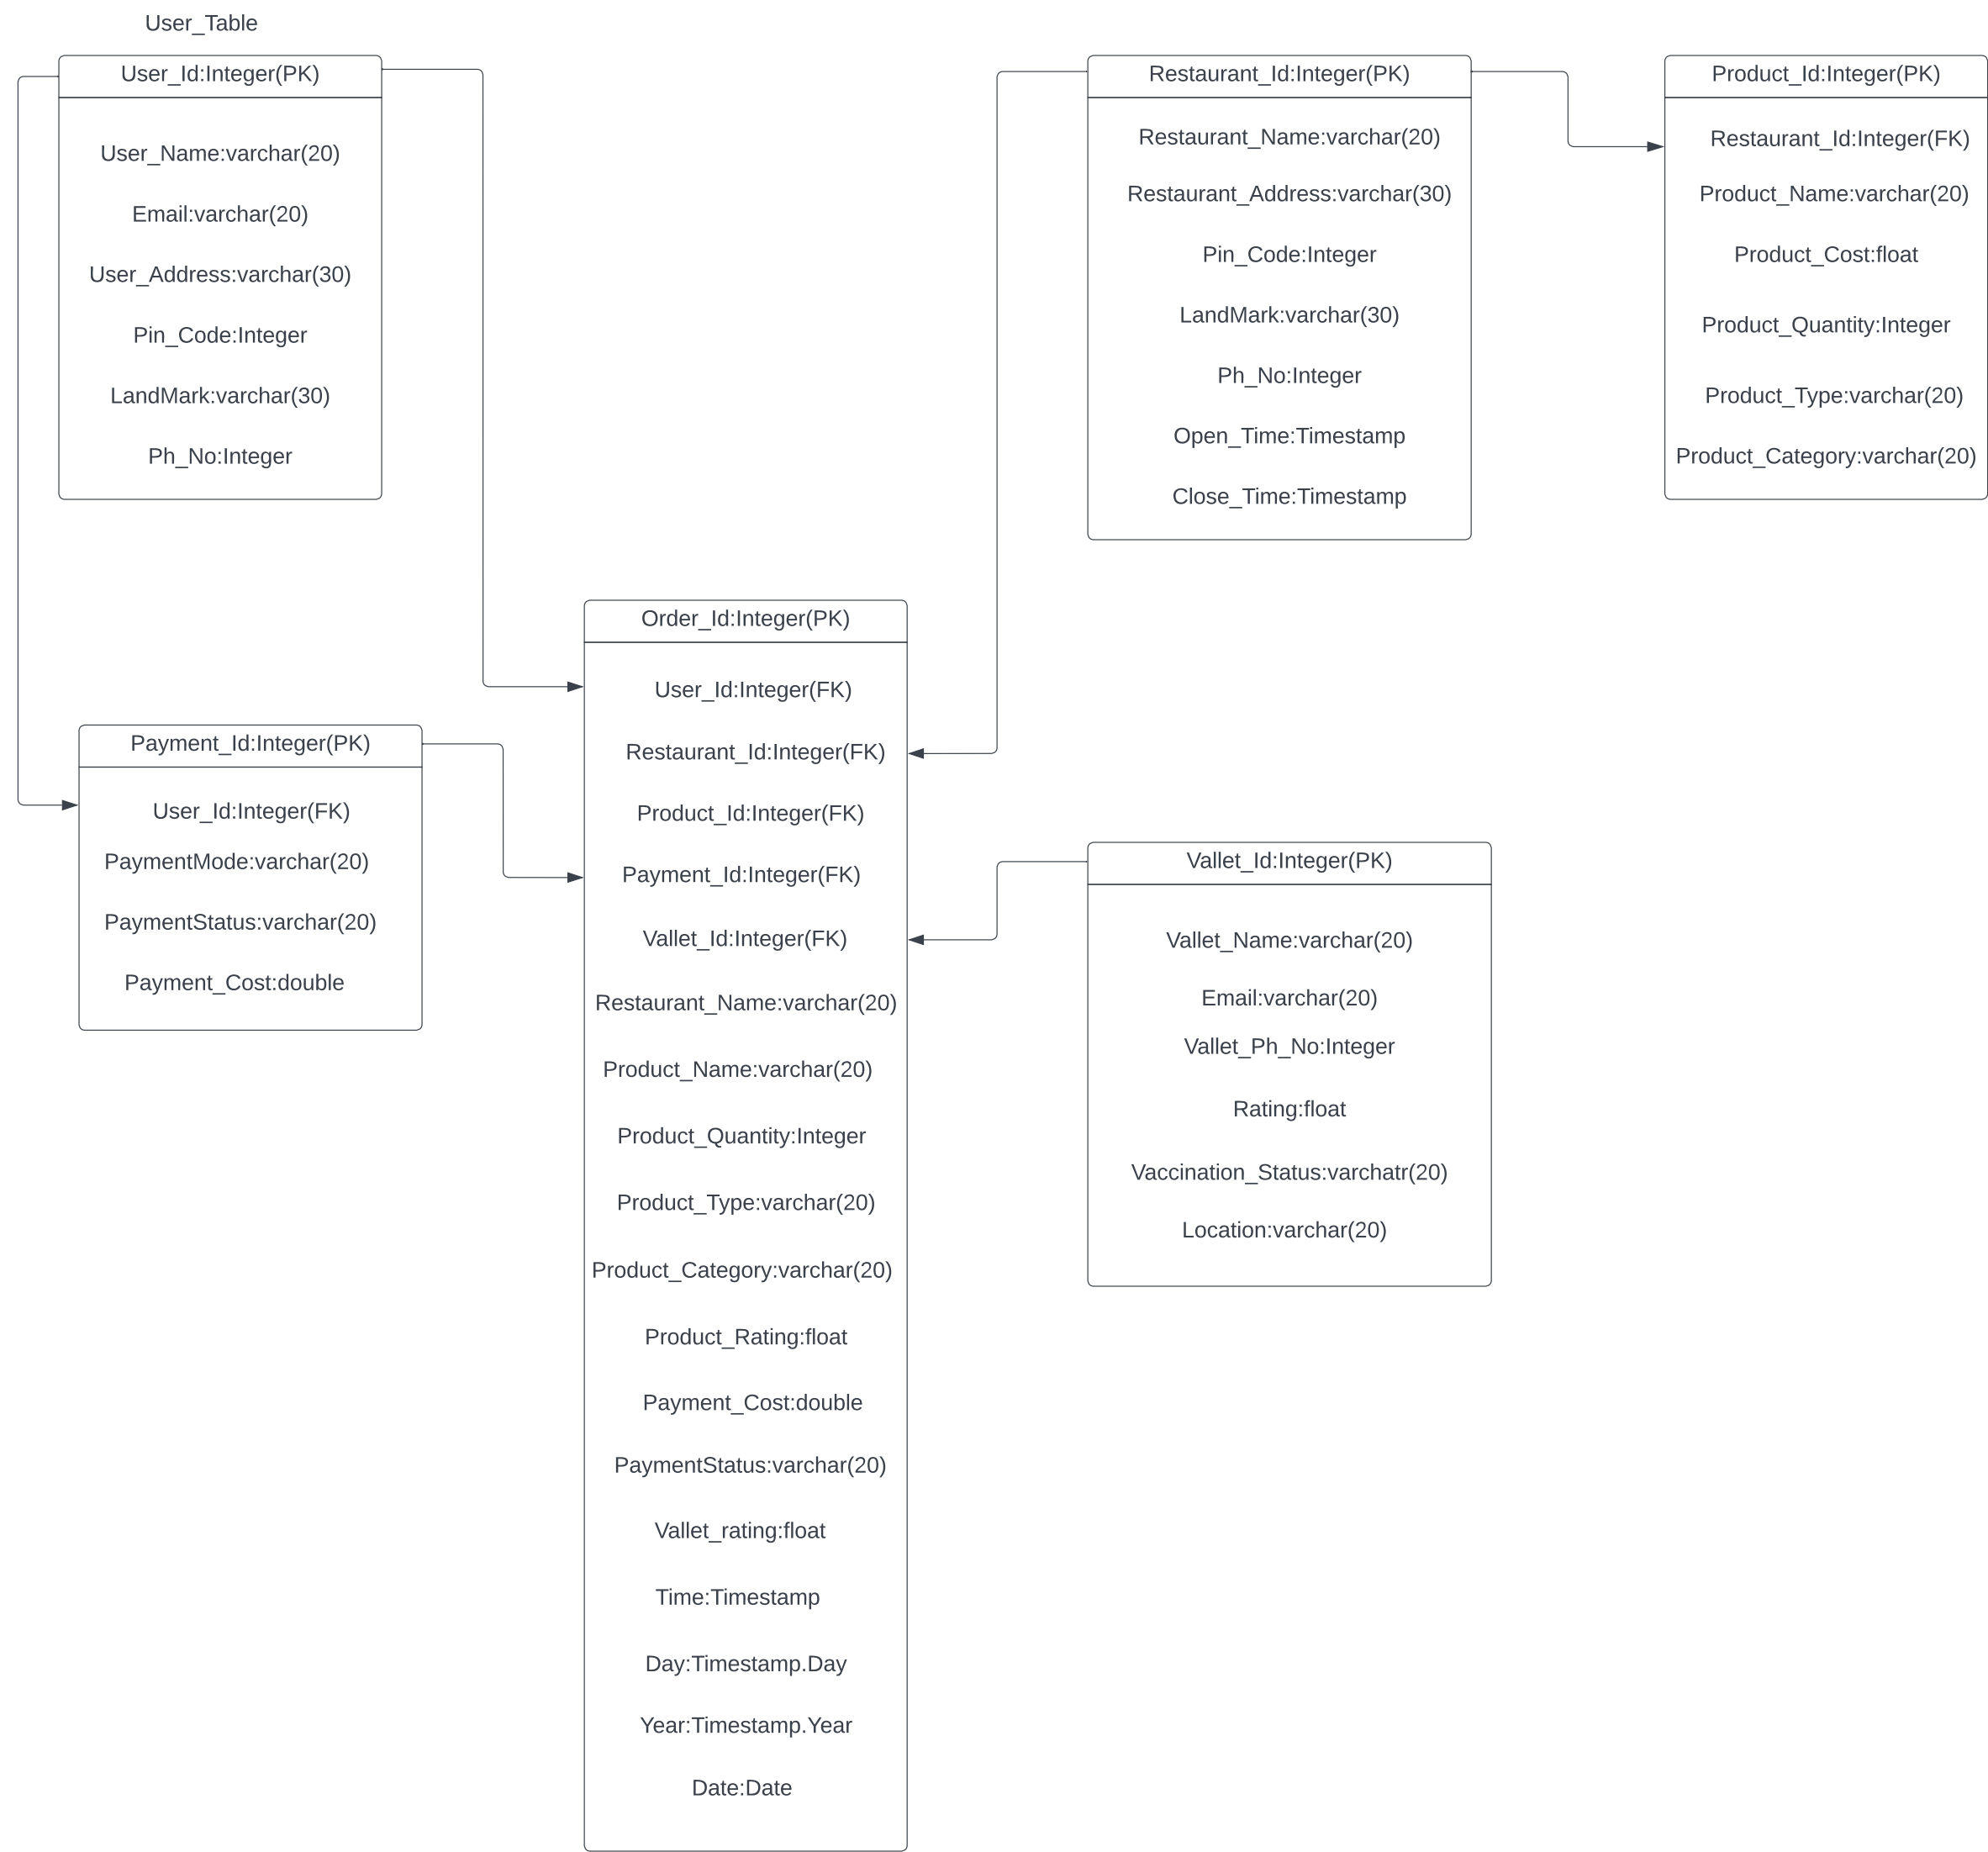 User_Table
User_Id:Integer(PK)
User_Name:varchar(20)
Email:varchar(20)
User_Address:varchar(30)
Pin_Code:Integer
LandMark:varchar(30)
Ph_No:Integer
Restaurant_Id:Integer(PK)
Restaurant_Name:varchar(20)
Restaurant_Address:varchar(30)
Pin_Code:Integer
LandMark:varchar(30)
Ph_No:Integer
Open_Time:Timestamp
Close_Time:Timestamp
Product_Id:Integer(PK)
Restaurant_Id:Integer(FK)
Product_Name:varchar(20)
Product_Cost:float
Product_Quantity:Integer
Product_Type:varchar(20)
Product_Category:varchar(20)
Payment_Id:Integer(PK)
User_Id:Integer(FK)
PaymentMode:varchar(20)
PaymentStatus:varchar(20)
Payment_Cost:double
Order_Id:Integer(PK)
User_Id:Integer(FK)
Restaurant_Id:Integer(FK)
Product_Id:Integer(FK)
Payment_Id:Integer(FK)
Vallet_Id:Integer(FK)
Restaurant_Name:varchar(20)
Product_Name:varchar(20)
Product_Quantity:Integer
Product_Type:varchar(20)
Product_Category:varchar(20)
Product_Rating:float
Payment_Cost:double
PaymentStatus:varchar(20)
Vallet_rating:float
Time:Timestamp
Day:Timestamp.Day
Year:Timestamp.Year
Date:Date
Vallet_Id:Integer(PK)
Vallet_Name:varchar(20)
Email:varchar(20)
Vallet_Ph_No:Integer
Rating:float
Vaccination_Status:varchatr(20)
Location:varchar(20)